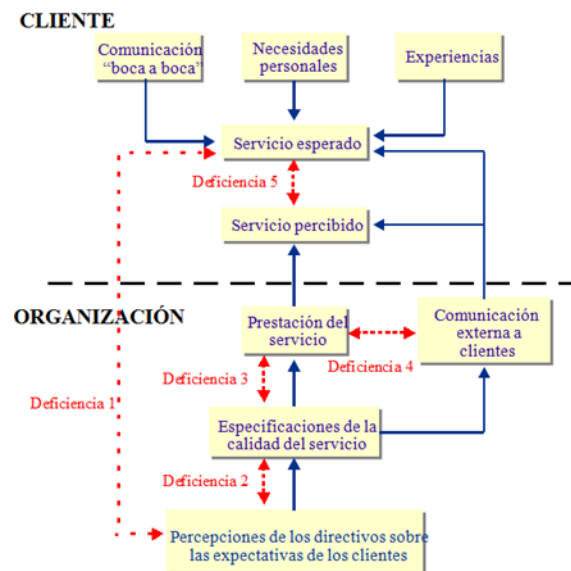 CLIENTE
Comunicación
“boca a boca”
Necesidades
personales
Experiencias
Servicio esperado
Deficiencia 5
Servicio percibido
ORGANIZACIÓN
Prestación del
servicio
Comunicación
externa a
clientes
Deficiencia 4
Deficiencia 3
Deficiencia 1
Especificaciones de la
calidad del servicio
Deficiencia 2
Percepciones de los directivos sobre
las expectativas de los clientes